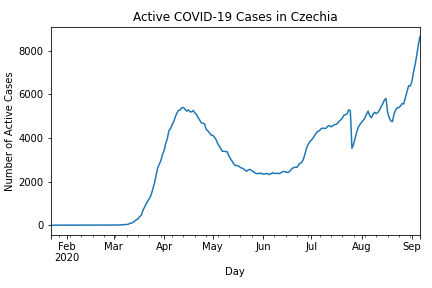 Active COVID-19 Cases in Czechia
Number of Active Cases
8000
6000
4000
2000
0
Feb Mar Apr May Jun Jul Aug Sep
2020
Day